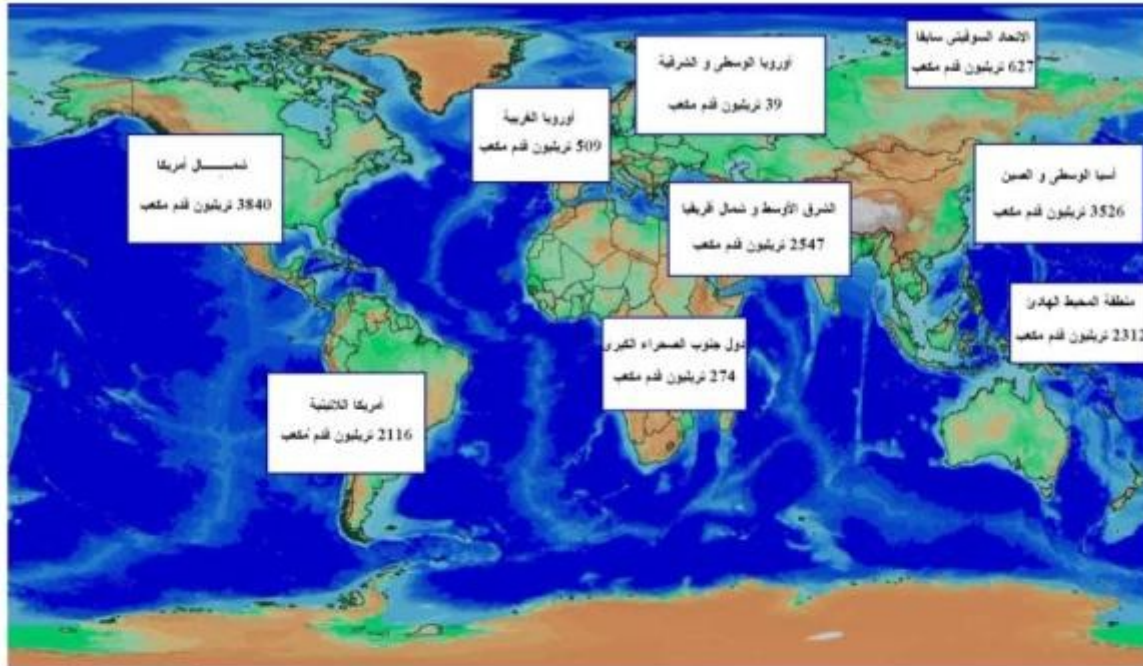 الاتحاد السوفيتى سابقا
627 تريليون قدم مكعب
أوروبا الوسطى و الشرقية
39 تريليون قدم مكعب
أوروبا الغربية
509 تريليون قدم مكعب
شمــــــال أمريكا
3840 تريليون قدم مكعب
أسيا الوسطى و الصين
3526 تريليون قدم مكعب
الشرق الأوسط و شمال افريقيا
2547 تريليون قدم مكعب
منطقة المحيط الهادئ
2312 تريليون قدم مكعب
دول جنوب الصحراء الكبرى
274 تريليون قدم مكعب
أمريكا اللاتينية
2116 تريليون قدم مكعب